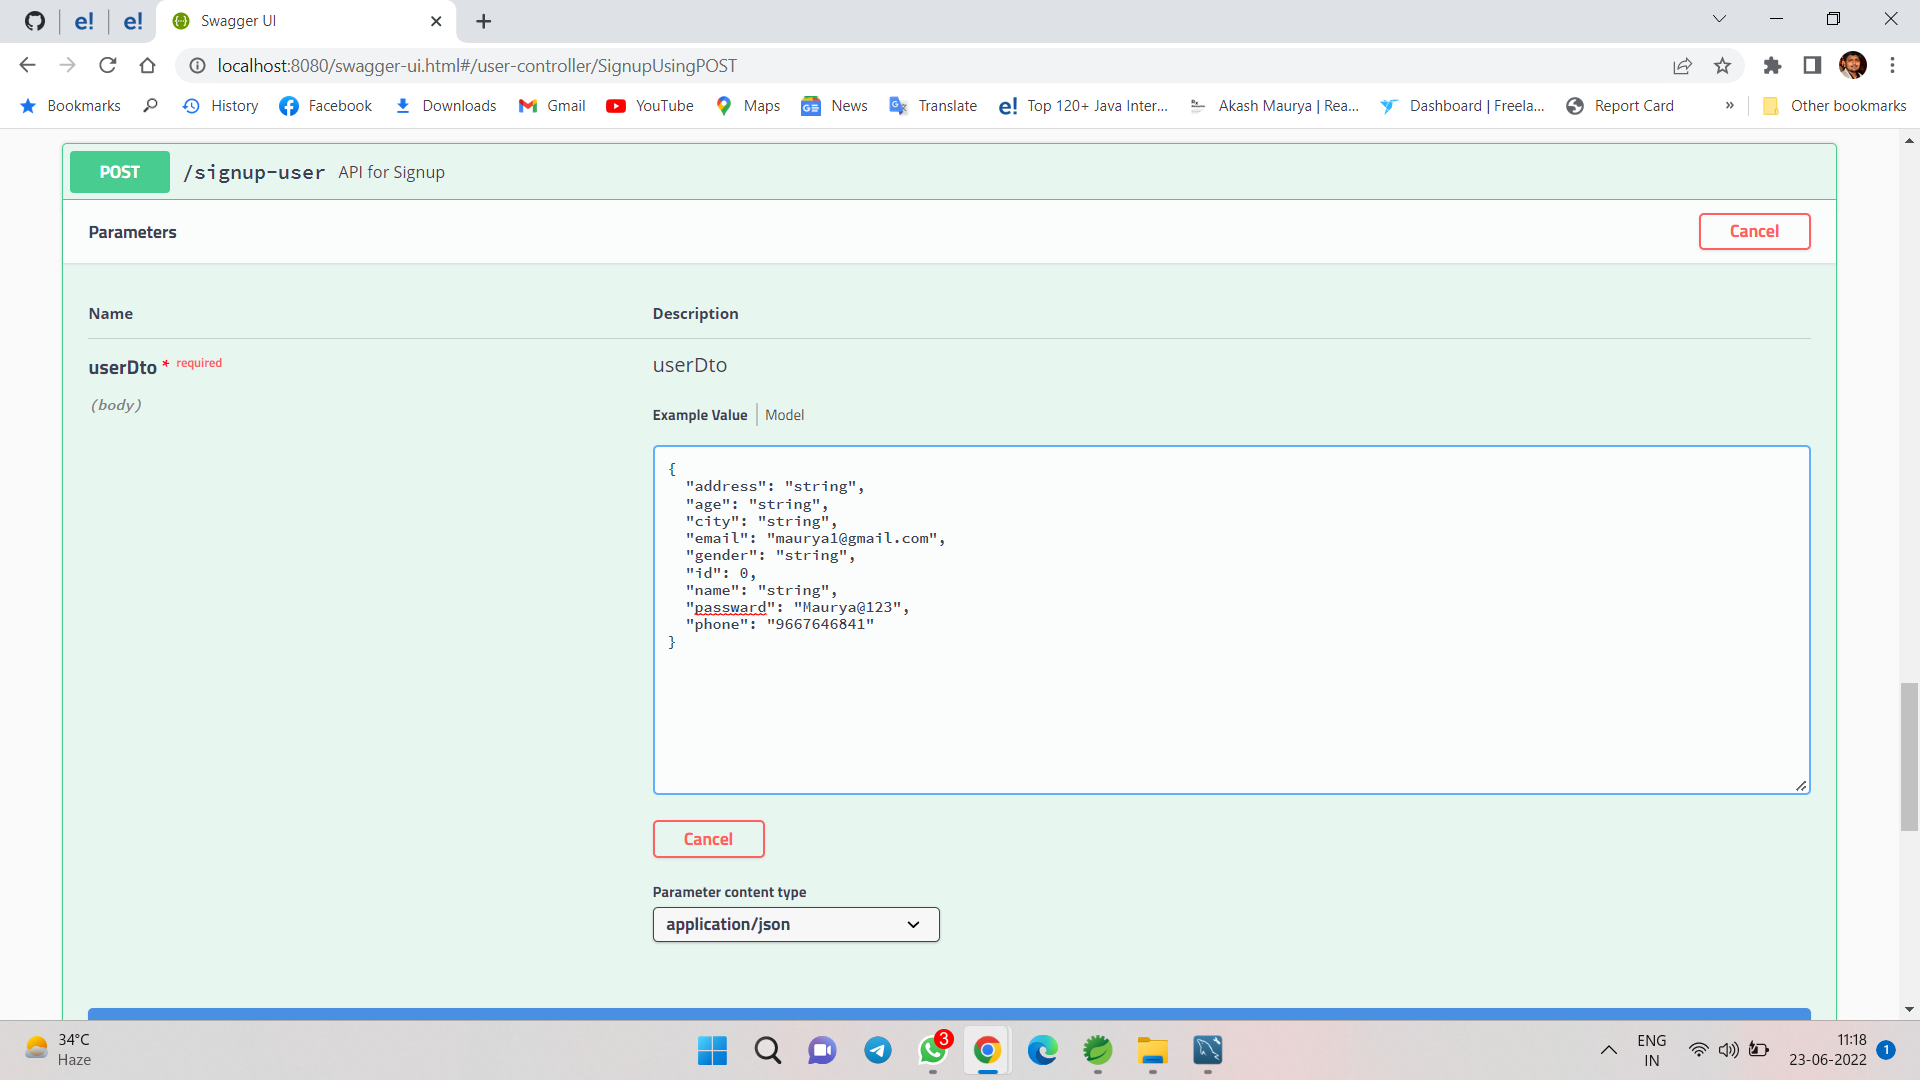 Swagger UI
localhost:8080/swagger-ui.html#/user-controller/SignupUsingPOST
Bookmarks History Facebook Downloads Gmail YouTube Maps News Translate e! Top 120+ Java Inter... Akash Maurya | Rea... Dashboard | Freela... Report Card » Other bookmarks
POST /signup-user API for Signup
Parameters Cancel
Name Description
userDto * required userDto
(body)
Example Value Model
{
"address": "string",
"age": "string",
"city": "string",
"email": "maurya1@gmail.com",
"gender": "string",
"id": 0,
"name": "string",
"passward": "Maurya@123",
"phone": "9667646841"
}
Cancel
Parameter content type
application/json
34°C
Haze
3
ENG
IN
11:18
23-06-2022
1